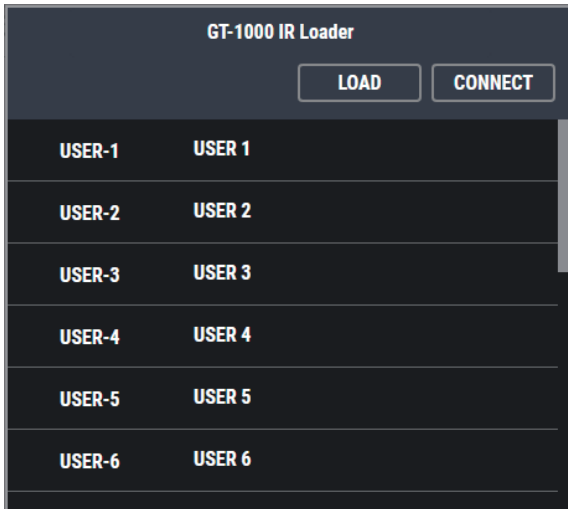 GT-1000 IR Loader
LOAD CONNECT
USER-1 USER 1
USER-2 USER 2
USER-3 USER 3
USER-4 USER 4
USER-5 USER 5
USER-6 USER 6